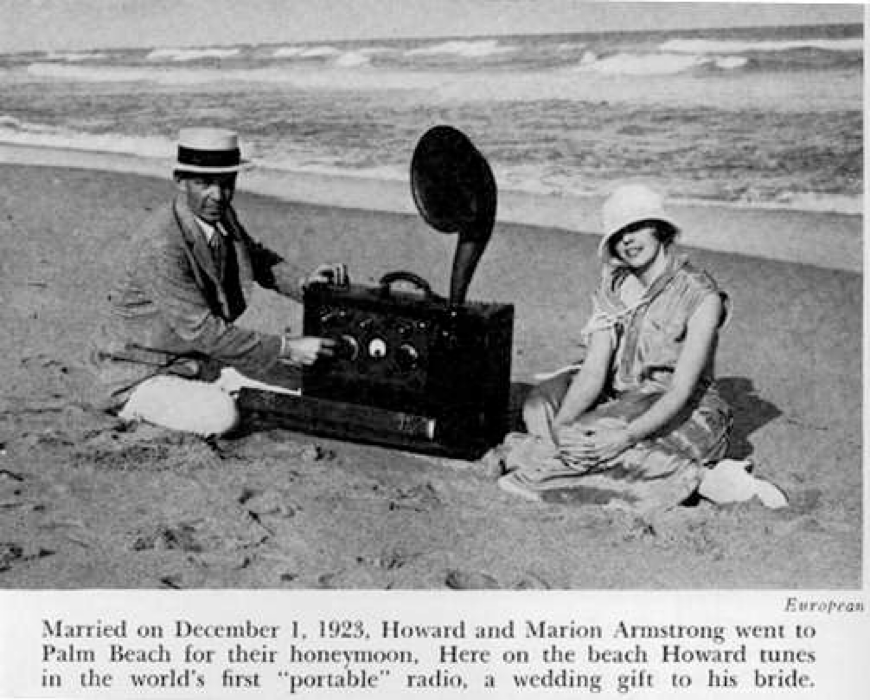 European
Married on December 1, 1923, Howard and Marion Armstrong went to
Palm Beach for their honeymoon. Here on the beach Howard tunes
in the world's first "portable" radio, a wedding gift to his bride.